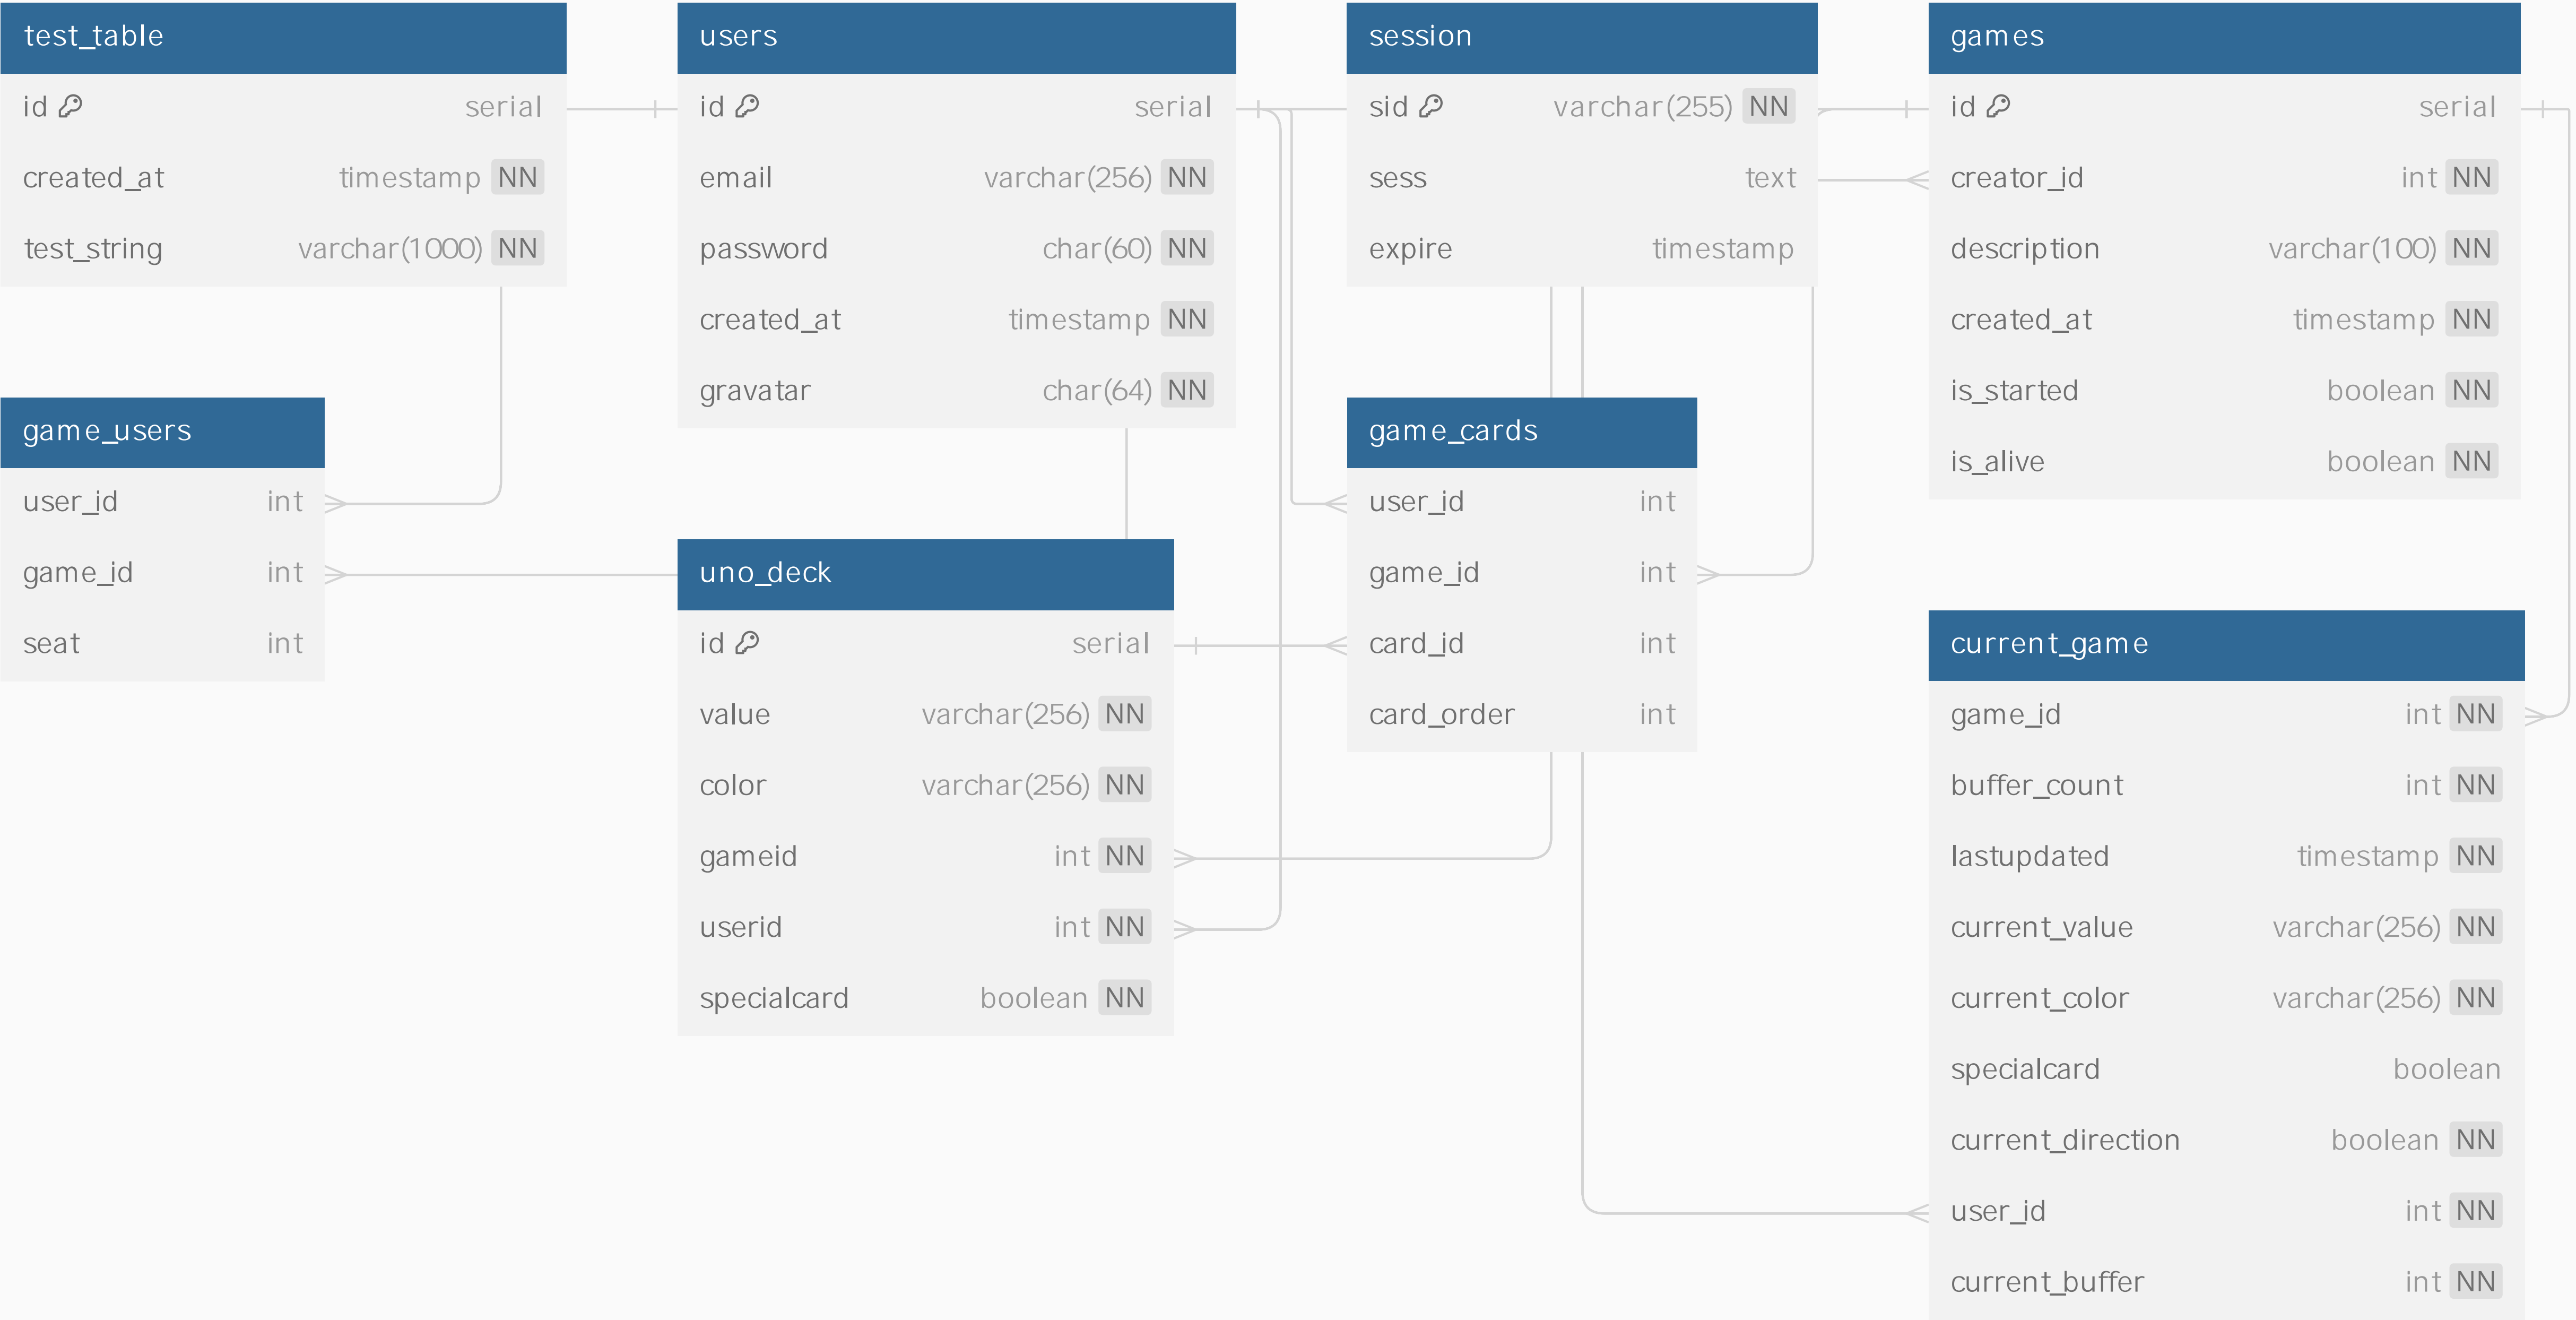 test_table
id serial
created_at timestamp NN
test_string varchar(1000) NN
users
id serial
email varchar(256) NN
password char(60) NN
created_at timestamp NN
gravatar char(64) NN
session
sid varchar(255) NN
sess text
expire timestamp
games
id serial
creator_id int NN
description varchar(100) NN
created_at timestamp NN
is_started boolean NN
is_alive boolean NN
game_users
user_id int
game_id int
seat int
uno_deck
id serial
value varchar(256) NN
color varchar(256) NN
gameid int NN
userid int NN
specialcard boolean NN
game_cards
user_id int
game_id int
card_id int
card_order int
current_game
game_id int NN
buffer_count int NN
lastupdated timestamp NN
current_value varchar(256) NN
current_color varchar(256) NN
specialcard boolean
current_direction boolean NN
user_id int NN
current_buffer int NN